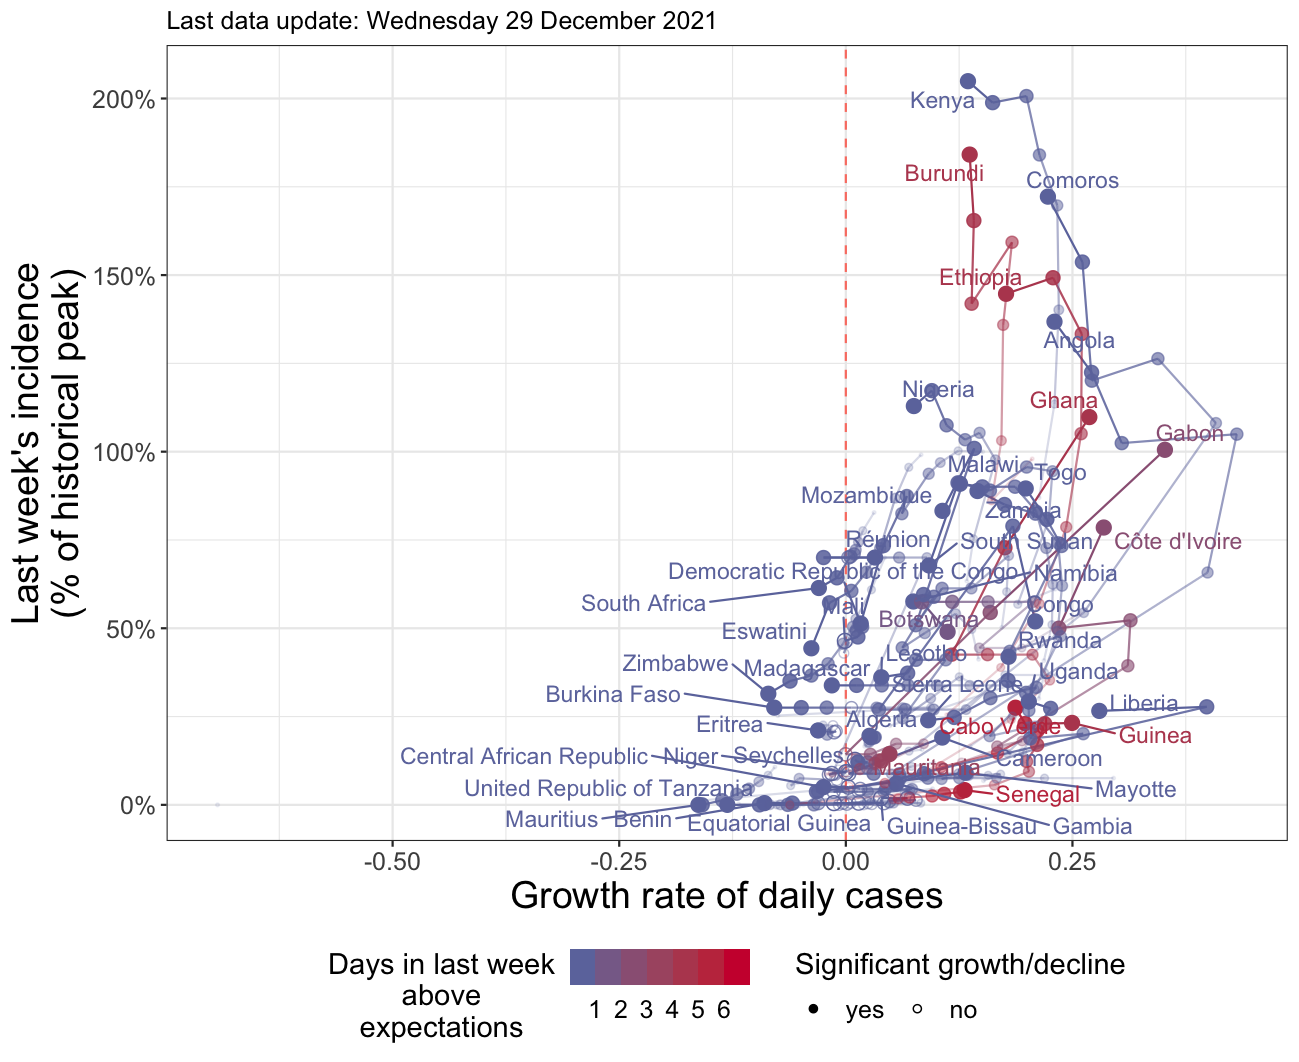 Last data update: Wednesday 29 December 2021
Last week's incidence
(% of historical peak)
200%
150%
100%
50%
0%
Kenya
Burundi
Comoros
Ethiopia
Angola
Nigeria
Ghana
Gabon
Malawi
Togo
Mozambique
Zambia
Réunion
South Sudan
Côte d'Ivoire
Democratic Republic of the Congo
Namibia
South Africa
Mali
Congo
Botswana
Eswatini
Rwanda
Lesotho
Zimbabwe
Madagascar
Uganda
Sierra Leone
Burkina Faso
Liberia
Eritrea
Algeria
Cabo Verde
Guinea
Central African Republic
Niger
Seychelles
Cameroon
Mauritania
United Republic of Tanzania
Mayotte
Senegal
Mauritius
Benin
Equatorial Guinea
Guinea-Bissau
Gambia
-0.50
-0.25
0.00
0.25
Growth rate of daily cases
Days in last week
above
expectations
1 2 3 4 5 6
Significant growth/decline
yes
no